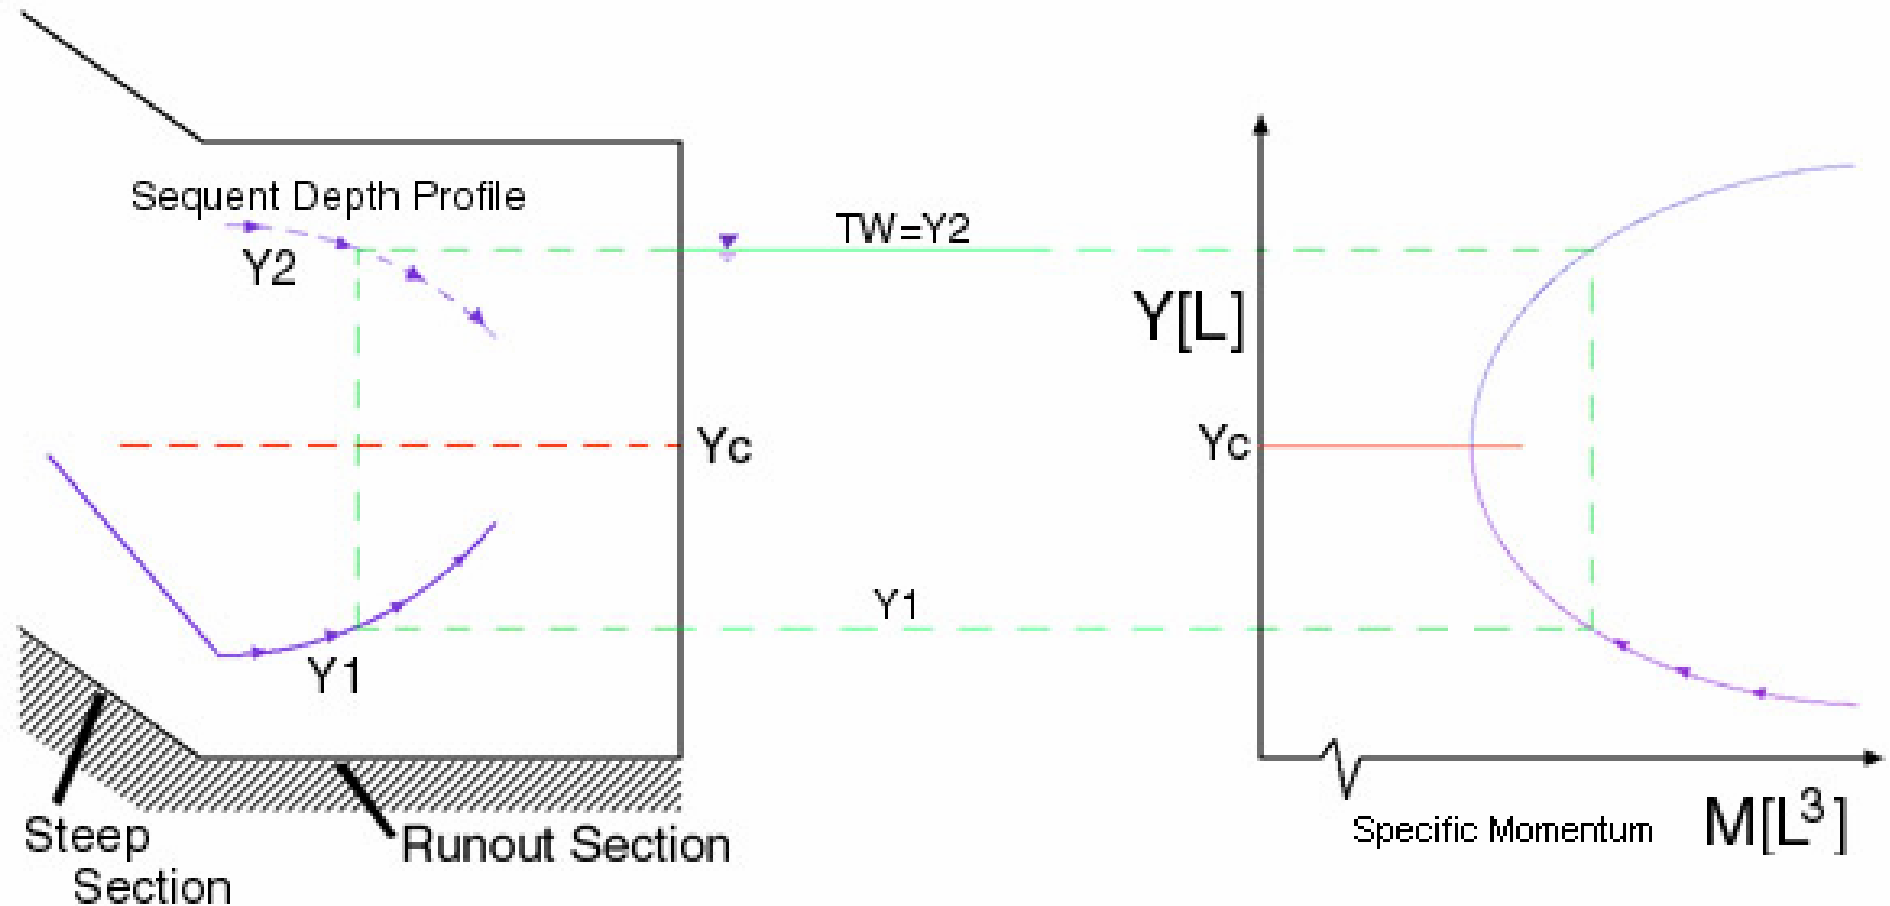 Sequent Depth Profile
Y2
TW=Y2
Y[L]
Yc
Yc
Y1
Y1
Steep
Section
Runout Section
Specific Momentum
M[L³]